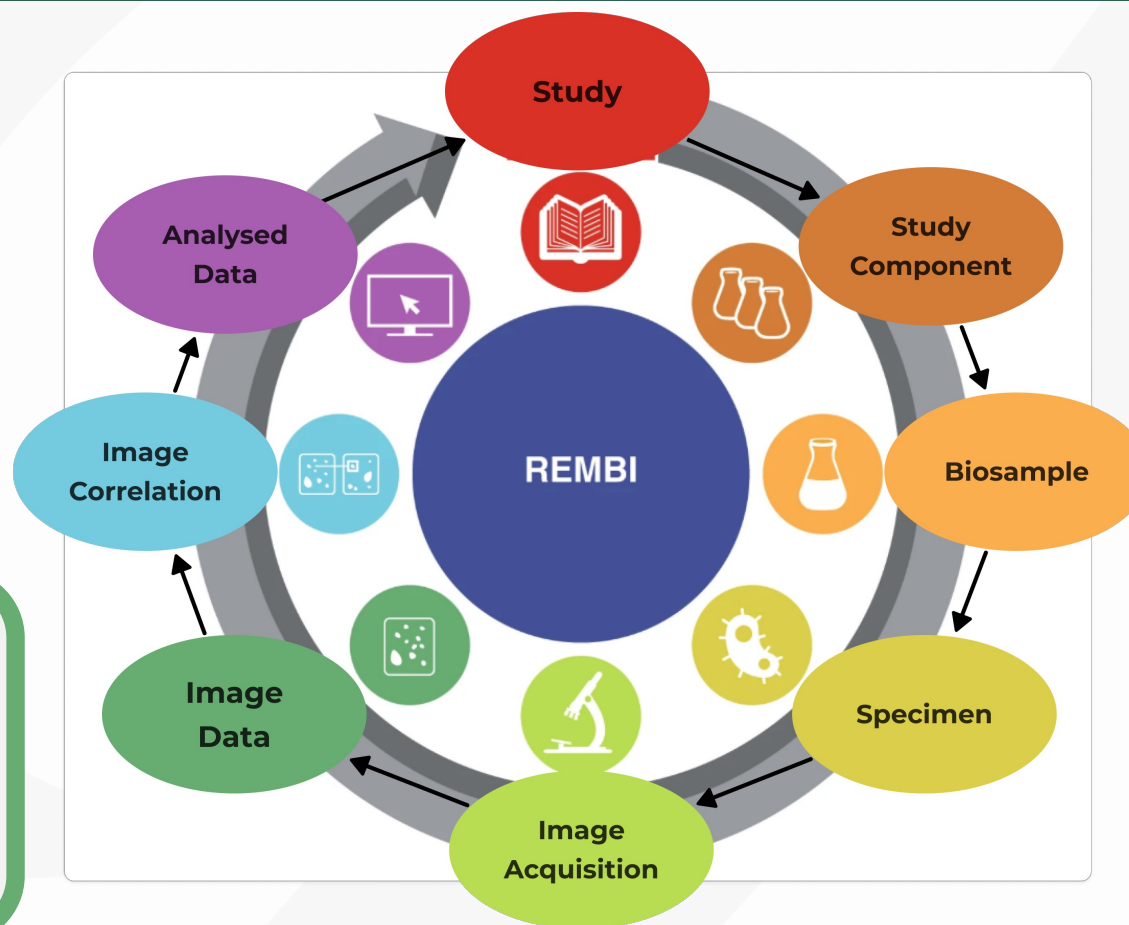 Study
Study
Component
Biosample
Specimen
Image
Acquisition
Image
Data
Image
Correlation
Analysed
Data
REMBI